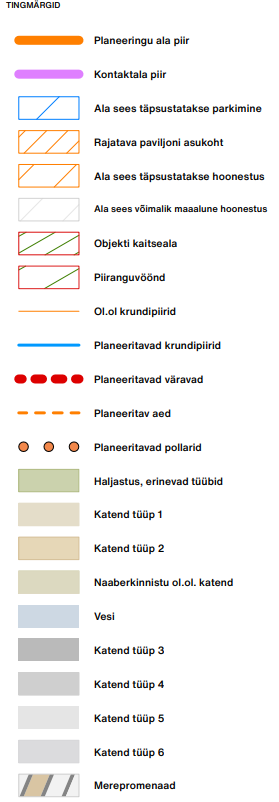 TINGMÄRGID
Planeeringu ala piir
Kontaktala piir
Ala sees täpsustatakse parkimine
Rajatava paviljoni asukoht
Ala sees täpsustatakse hoonestus
Ala sees võimalik maaalune hoonestus
Objekti kaitseala
Piiranguvöönd
Ol.ol krundipiirid
Planeeritavad krundipiirid
Planeeritavad väravad
Planeeritav aed
Planeeritavad pollarid
Haljastus, erinevad tüübid
Katend tüüp 1
Katend tüüp 2
Naaberkinnistu ol.ol. katend
Vesi
Katend tüüp 3
Katend tüüp 4
Katend tüüp 5
Katend tüüp 6
Merepromenaad